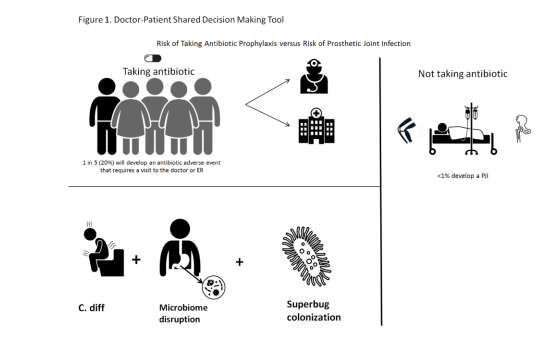 Figure 1. Doctor-Patient Shared Decision Making Tool
Risk of Taking Antibiotic Prophylaxis versus Risk of Prosthetic Joint Infection
Taking antibiotic
1 in 5 (20%) will develop an antibiotic adverse event
that requires a visit to the doctor or ER
Not taking antibiotic
<1% develop a PJI
C. diff
+
Microbiome
disruption
+
Superbug
colonization